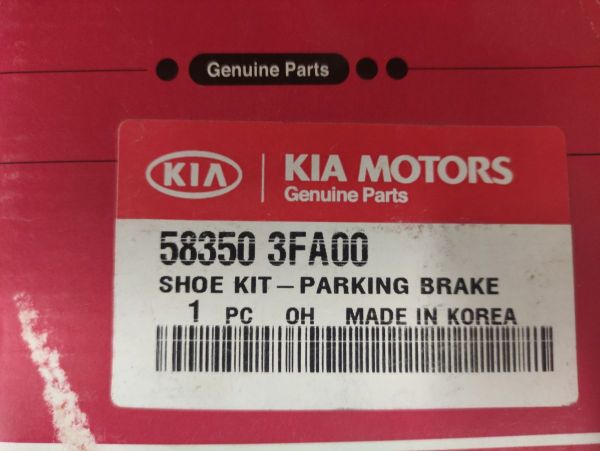 Genuine Parts
KIA | KIA MOTORS
Genuine Parts
58350 3FA00
SHOE KIT – PARKING BRAKE
1 PC OH MADE IN KOREA